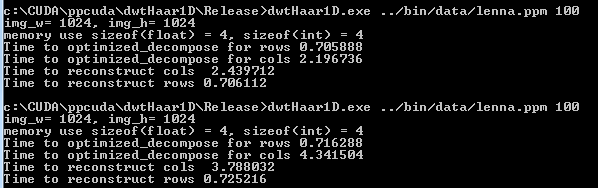 c:\CUDA\ppcuda\dwtHaar1D\Release>dwtHaar1D.exe ../bin/data/lenna.ppm 100
img_w= 1024, img_h= 1024
memory use sizeof(float) = 4, sizeof(int) = 4
Time to optimized_decompose for rows 0.705888
Time to optimized_decompose for cols 2.196736
Time to reconstruct cols  2.439712
Time to reconstruct rows 0.706112
c:\CUDA\ppcuda\dwtHaar1D\Release>dwtHaar1D.exe ../bin/data/lenna.ppm 100
img_w= 1024, img_h= 1024
memory use sizeof(float) = 4, sizeof(int) = 4
Time to optimized_decompose for rows 0.716288
Time to optimized_decompose for cols 4.341504
Time to reconstruct cols  3.788032
Time to reconstruct rows 0.725216